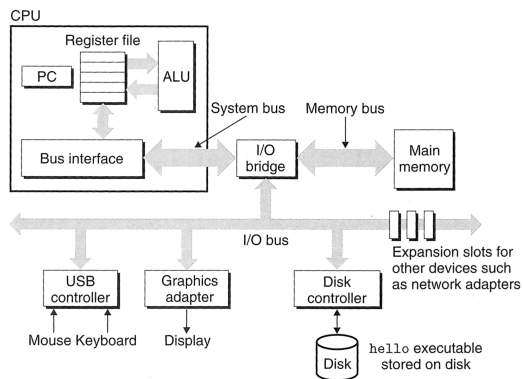 CPU
Register file
PC
ALU
System bus
Memory bus
Bus interface
I/O
bridge
Main
memory
I/O bus
Expansion slots for
other devices such
as network adapters
USB
controller
Graphics
adapter
Disk
controller
Mouse Keyboard
Display
Disk
hello executable
stored on disk